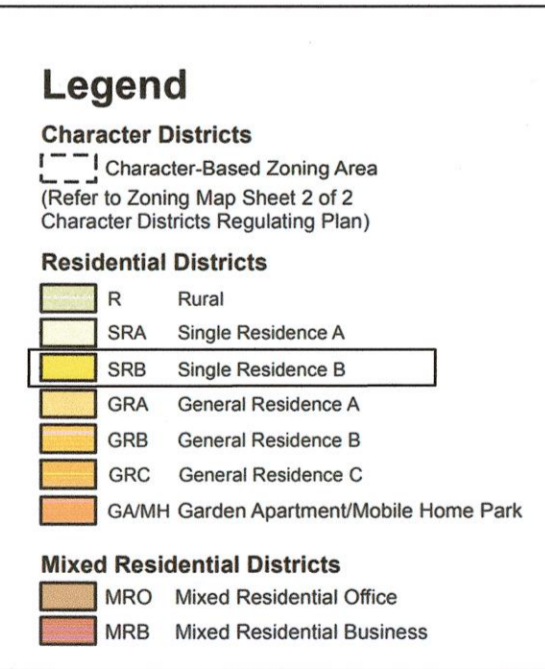 Legend
Character Districts
Character-Based Zoning Area
(Refer to Zoning Map Sheet 2 of 2
Character Districts Regulating Plan)
Residential Districts
R Rural
SRA Single Residence A
SRB Single Residence B
GRA General Residence A
GRB General Residence B
GRC General Residence C
GA/MH Garden Apartment/Mobile Home Park
Mixed Residential Districts
MRO Mixed Residential Office
MRB Mixed Residential Business